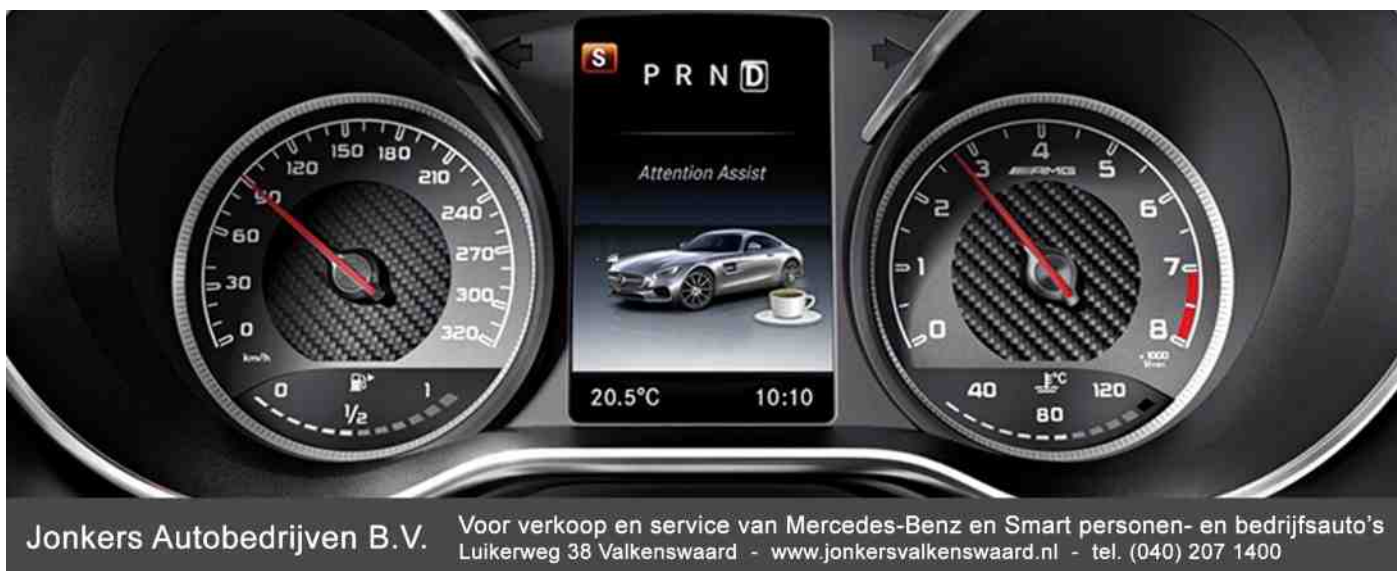 S
P R N D
Attention Assist
20.5°C 10:10
0 30 60 90 120 150 180 210 240 270 300 320
km/h
0 1/2 1
0 1 2 3 4 5 6 7 8
AMG
x 1000
1/min
°C
40 80 120
Jonkers Autobedrijven B.V.
Voor verkoop en service van Mercedes-Benz en Smart personen- en bedrijfsauto's
Luikerweg 38 Valkenswaard - www.jonkersvalkenswaard.nl - tel. (040) 207 1400